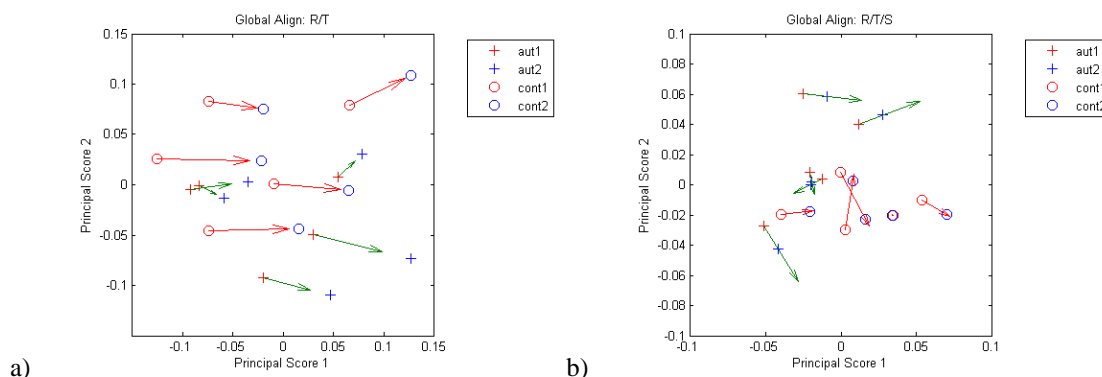 Global Align: R/T
0.15
0.1
0.05
0
-0.05
-0.1
-0.1 -0.05 0 0.05 0.1 0.15
Principal Score 1
Principal Score 2
aut1
aut2
cont1
cont2
a)
Global Align: R/T/S
0.1
0.08
0.06
0.04
0.02
0
-0.02
-0.04
-0.06
-0.08
-0.1
-0.1 -0.05 0 0.05 0.1
Principal Score 1
Principal Score 2
aut1
aut2
cont1
cont2
b)